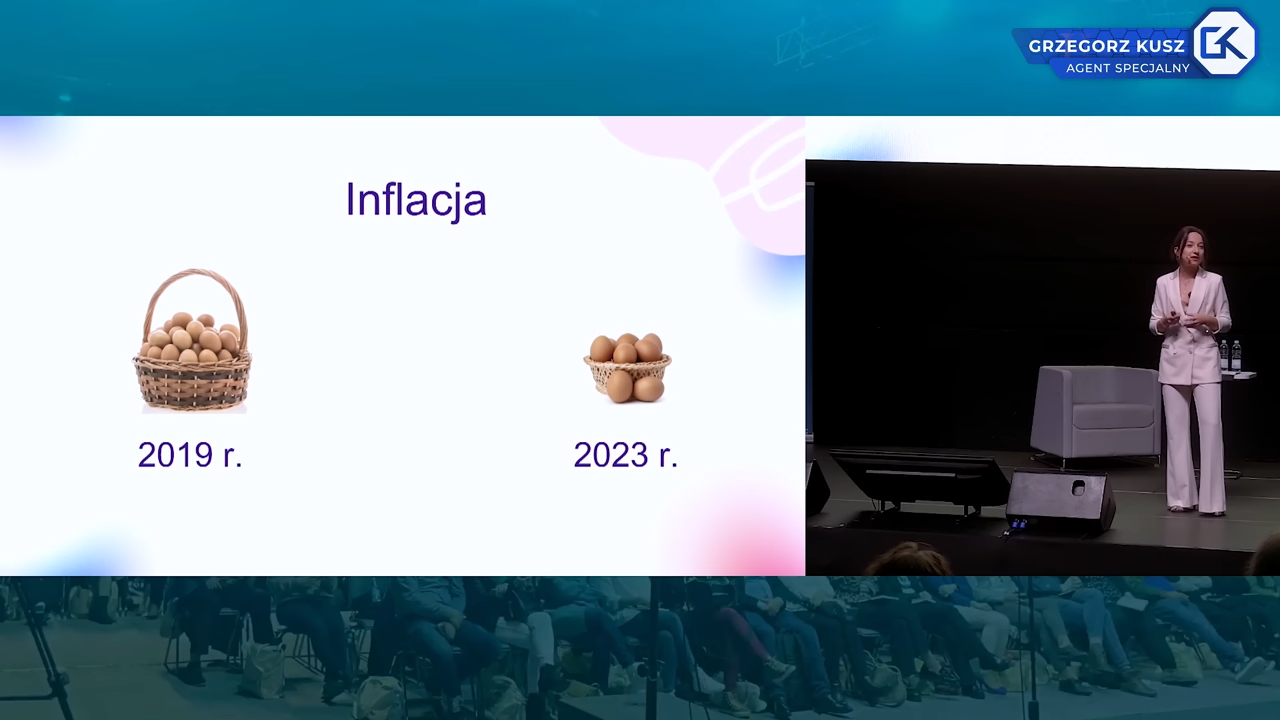 GRZEGORZ KUSZ
AGENT SPECJALNY
Inflacja
2019 r.
2023 r.